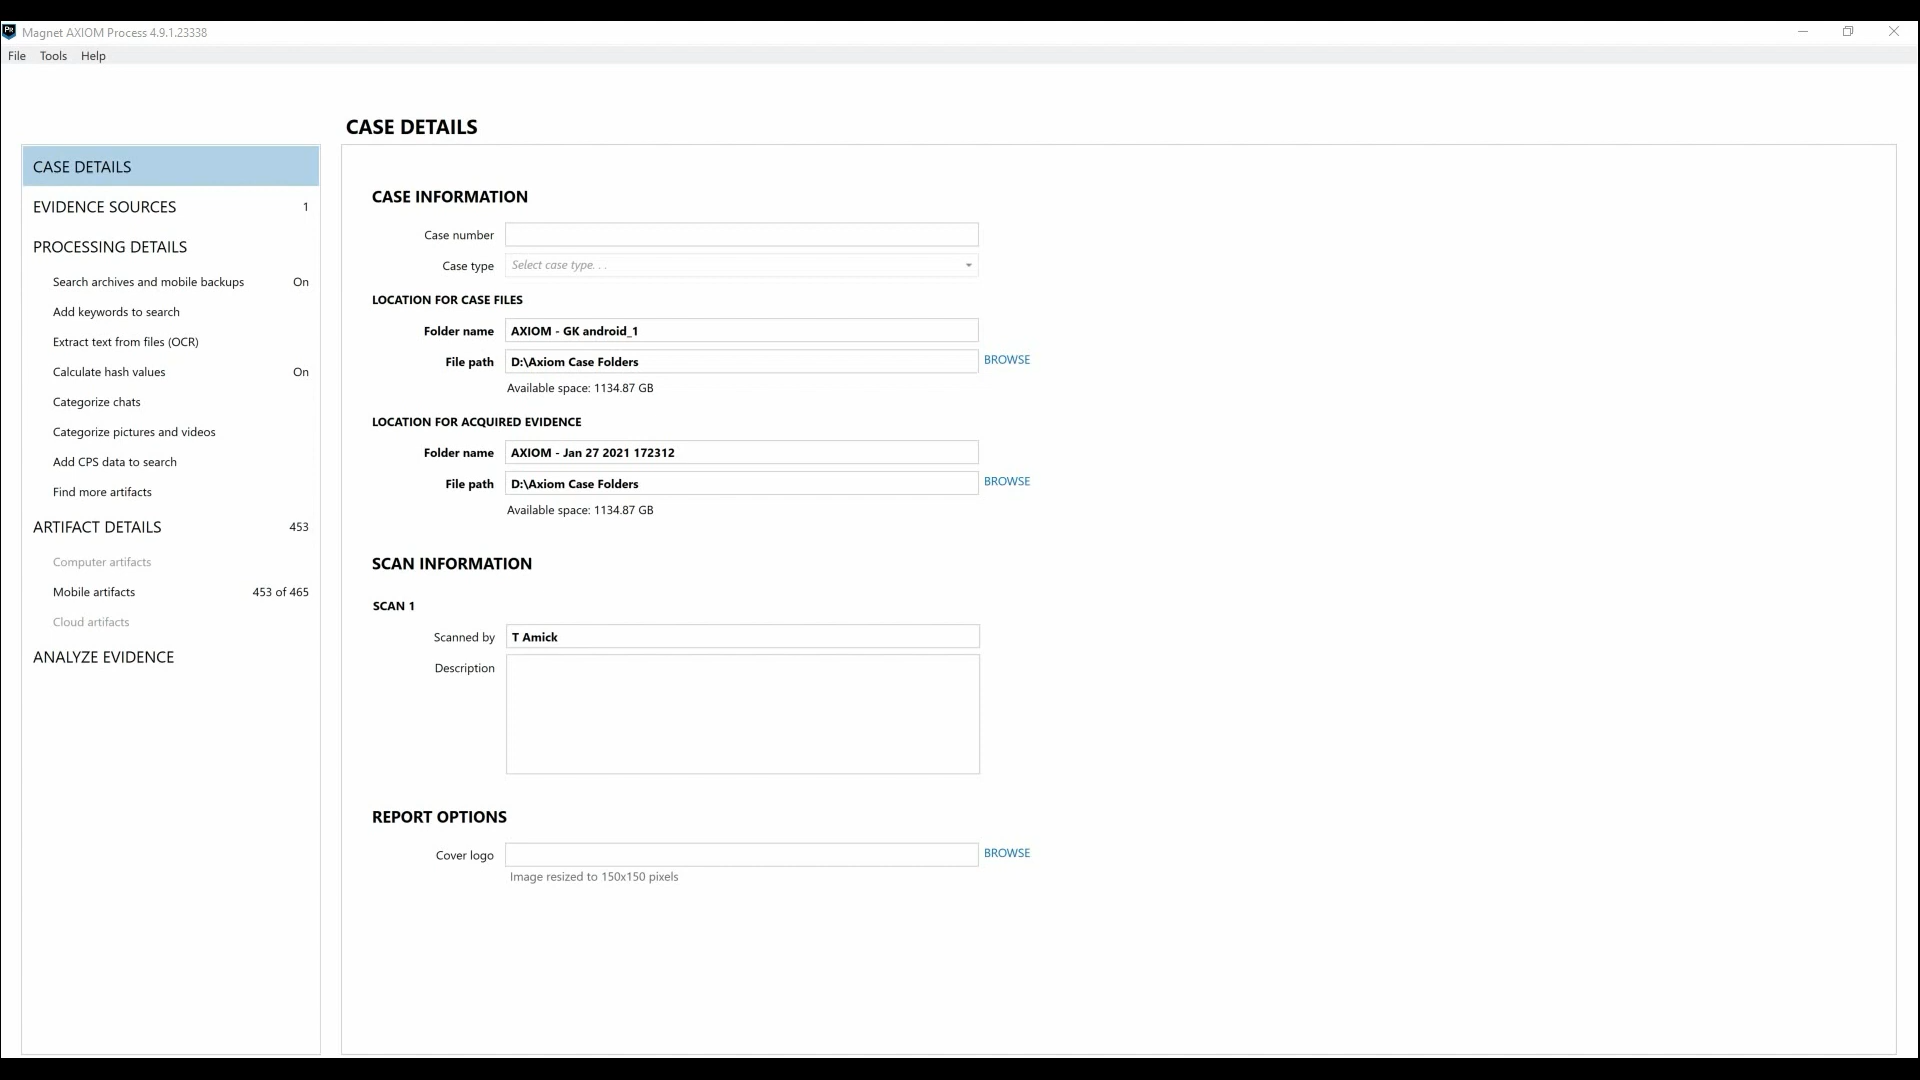 Magnet AXIOM Process 4.9.1.23338
File Tools Help
CASE DETAILS
CASE DETAILS
EVIDENCE SOURCES 1
PROCESSING DETAILS
Search archives and mobile backups On
Add keywords to search
Extract text from files (OCR)
Calculate hash values On
Categorize chats
Categorize pictures and videos
Add CPS data to search
Find more artifacts
ARTIFACT DETAILS 453
Computer artifacts
Mobile artifacts 453 of 465
Cloud artifacts
ANALYZE EVIDENCE
CASE INFORMATION
Case number
Case type Select case type. . .
LOCATION FOR CASE FILES
Folder name AXIOM - GK android_1
File path D:\Axiom Case Folders BROWSE
Available space: 1134.87 GB
LOCATION FOR ACQUIRED EVIDENCE
Folder name AXIOM - Jan 27 2021 172312
File path D:\Axiom Case Folders BROWSE
Available space: 1134.87 GB
SCAN INFORMATION
SCAN 1
Scanned by T Amick
Description
REPORT OPTIONS
Cover logo BROWSE
Image resized to 150x150 pixels